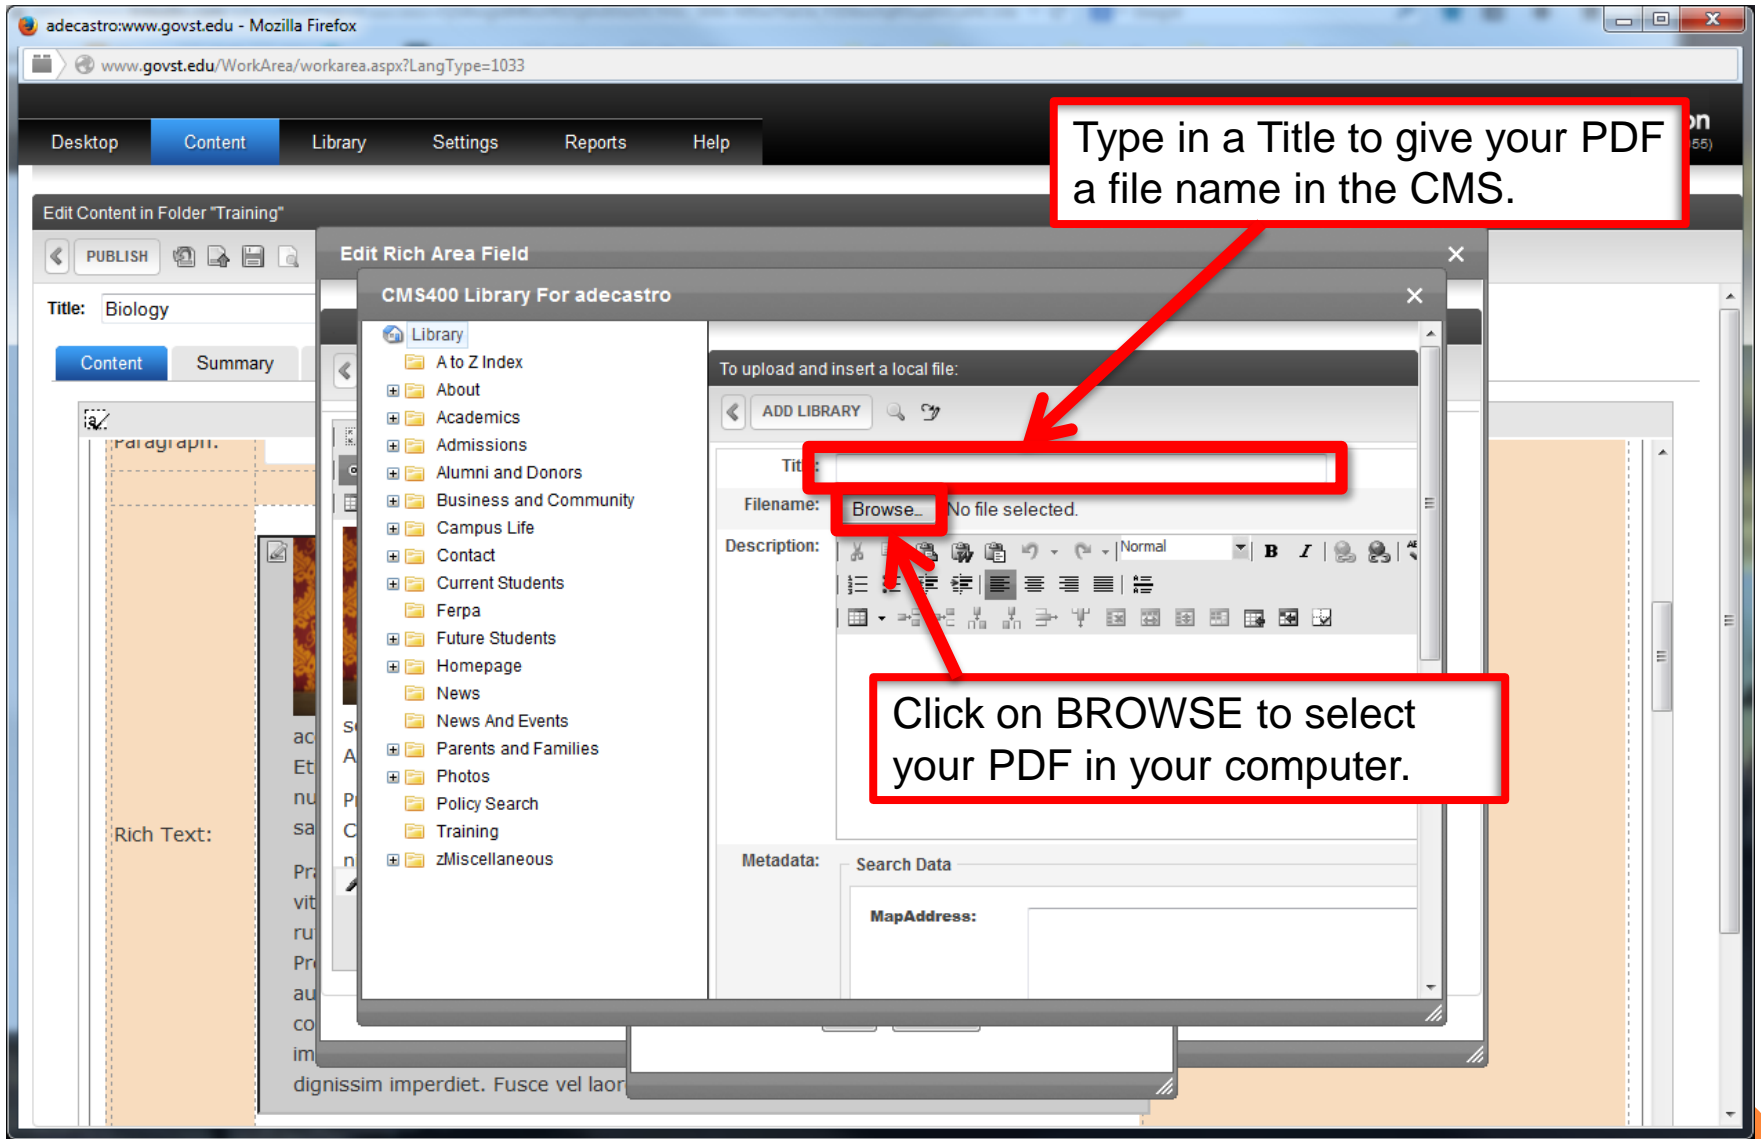 adecastro:www.govst.edu - Mozilla Firefox
www.govst.edu/WorkArea/workarea.aspx?LangType=1033
Desktop Content Library Settings Reports Help
Type in a Title to give your PDF
a file name in the CMS.
Edit Content in Folder "Training"
PUBLISH
Edit Rich Area Field
CMS400 Library For adecastro
Title: Biology
Content Summary
Paragraph:
Rich Text:
dignissim imperdiet. Fusce vel laor
Library
A to Z Index
About
Academics
Admissions
Alumni and Donors
Business and Community
Campus Life
Contact
Current Students
Ferpa
Future Students
Homepage
News
News And Events
Parents and Families
Photos
Policy Search
Training
zMiscellaneous
To upload and insert a local file:
ADD LIBRARY
Title:
Filename: Browse... No file selected.
Description:
Normal B I
Click on BROWSE to select
your PDF in your computer.
Metadata: Search Data
MapAddress: